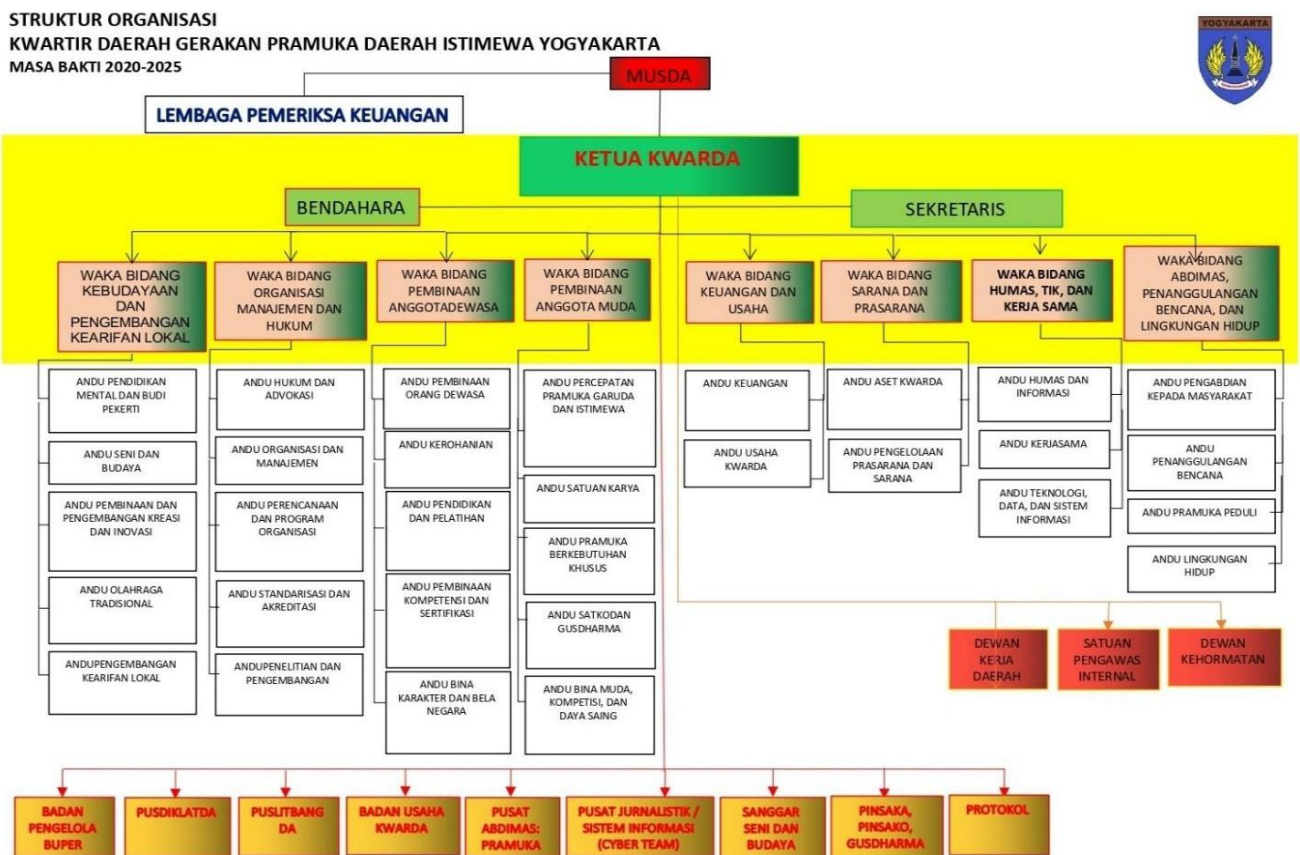 STRUKTUR ORGANISASI
KWARTIR DAERAH GERAKAN PRAMUKA DAERAH ISTIMEWA YOGYAKARTA
MASA BAKTI 2020-2025
YOGYAKARTA
MUSDA
LEMBAGA PEMERIKSA KEUANGAN
KETUA KWARDA
BENDAHARA
SEKRETARIS
WAKA BIDANG
KEBUDAYAAN
DAN
PENGEMBANGAN
KEARIFAN LOKAL
WAKA BIDANG
ORGANISASI
MANAJEMEN DAN
HUKUM
WAKA BIDANG
PEMBINAAN
ANGGOTADEWASA
WAKA BIDANG
PEMBINAAN
ANGGOTA MUDA
WAKA BIDANG
KEUANGAN DAN
USAHA
WAKA BIDANG
SARANA DAN
PRASARANA
WAKA BIDANG
HUMAS, TIK, DAN
KERJA SAMA
WAKA BIDANG
ABDIMAS,
PENANGGULANGAN
BENCANA, DAN
LINGKUNGAN HIDUP
ANDU PENDIDIKAN
MENTAL DAN BUDI
PEKERTI
ANDU SENI DAN
BUDAYA
ANDU PEMBINAAN DAN
PENGEMBANGAN KREASI
DAN INOVASI
ANDU OLAHRAGA
TRADISIONAL
ANDUPENGEMBANGAN
KEARIFAN LOKAL
ANDU HUKUM DAN
ADVOKASI
ANDU ORGANISASI DAN
MANAJEMEN
ANDU PERENCANAAN
DAN PROGRAM
ORGANISASI
ANDU STANDARISASI DAN
AKREDITASI
ANDUPENELITIAN DAN
PENGEMBANGAN
ANDU PEMBINAAN
ORANG DEWASA
ANDU KEROHANIAN
ANDU PENDIDIKAN
DAN PELATIHAN
ANDU PEMBINAAN
KOMPETENSI DAN
SERTIFIKASI
ANDU BINA
KARAKTER DAN BELA
NEGARA
ANDU PERCEPATAN
PRAMUKA GARUDA
DAN ISTIMEWA
ANDU SATUAN KARYA
ANDU PRAMUKA
BERKEBUTUHAN
KHUSUS
ANDU SATKODAN
GUSDHARMA
ANDU BINA MUDA,
KOMPETISI, DAN
DAYA SAING
ANDU KEUANGAN
ANDU USAHA
KWARDA
ANDU ASET KWARDA
ANDU PENGELOLAAN
PRASARANA DAN
SARANA
ANDU HUMAS DAN
INFORMASI
ANDU KERJASAMA
ANDU TEKNOLOGI,
DATA, DAN SISTEM
INFORMASI
ANDU PENGABDIAN
KEPADA MASYARAKAT
ANDU
PENANGGULANGAN
BENCANA
ANDU PRAMUKA PEDULI
ANDU LINGKUNGAN
HIDUP
DEWAN
KERJA
DAERAH
SATUAN
PENGAWAS
INTERNAL
DEWAN
KEHORMATAN
BADAN
PENGELOLA
BUPER
PUSDIKLATDA
PUSLITBANG
DA
BADAN USAHA
KWARDA
PUSAT
ABDIMAS:
PRAMUKA
PUSAT JURNALISTIK /
SISTEM INFORMASI
(CYBER TEAM)
SANGGAR
SENI DAN
BUDAYA
PINSAKA,
PINSAKO,
GUSDHARMA
PROTOKOL